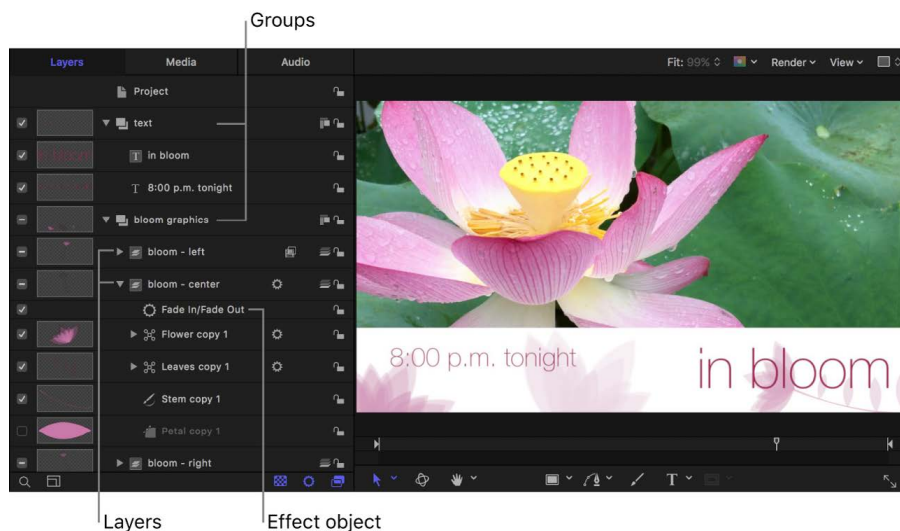 Groups
Layers Media Audio
Fit: 99% Render View
Project
text
in bloom
T in bloom
T 8:00 p.m. tonight
bloom graphics
bloom - left
bloom - center
Fade In/Fade Out
Flower copy 1
Leaves copy 1
Stem copy 1
Petal copy 1
bloom - right
8:00 p.m. tonight
in bloom
T
Layers
Effect object